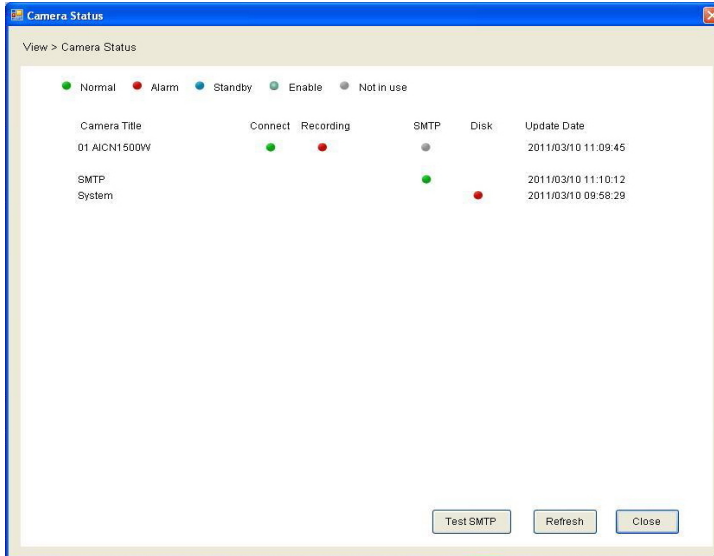 Camera Status
View > Camera Status
Normal Alarm Standby Enable Not in use
Camera Title Connect Recording SMTP Disk Update Date
01 AICN1500W 2011/03/10 11:09:45
SMTP 2011/03/10 11:10:12
System 2011/03/10 09:58:29
Test SMTP Refresh Close